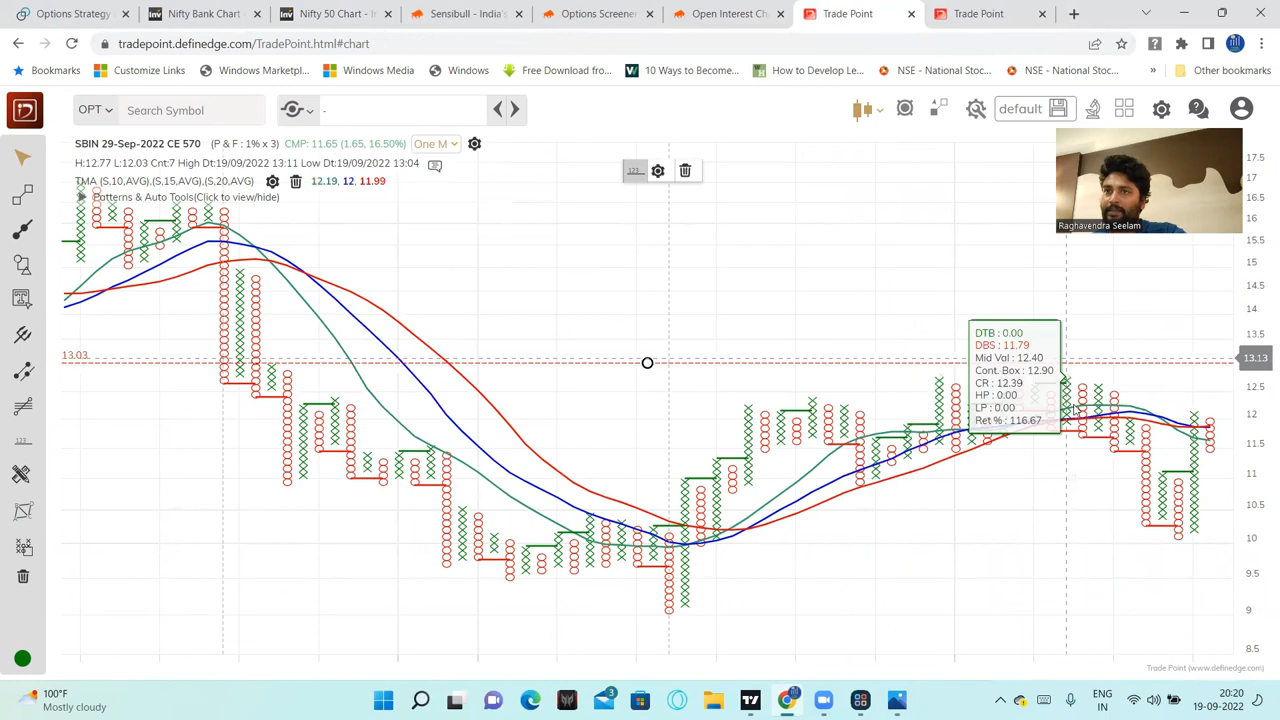 Nifty Bank Chart
Nifty 50 Chart - I
Sensibull - India's
Options Screener
Open Interest Ch
Trade Point
Trade Point
tradepoint.definedge.com/TradePoint.html#chart
Bookmarks
Customize Links
Windows Marketpl...
Windows Media
Windows
Free Download fro...
10 Ways to Become...
How to Develop Le...
NSE - National Stoc...
NSE - National Stoc...
Other bookmarks
OPT
Search Symbol
-
default
SBIN 29-Sep-2022 CE 570 (P & F : 1% x 3) CMP: 11.65 (1.65, 16.50%) One M
H:12.77 L:12.03 Cnt:7 High Dt:19/09/2022 13:11 Low Dt:19/09/2022 13:04
TMA (S,10,AVG),(S,15,AVG),(S,20,AVG) 12.19, 12, 11.99
Patterns & Auto Tools(Click to view/hide)
123
Raghavendra Seelam
17.5
17
16.5
16
15.5
15
14.5
14
13.5
13.13
12.5
12
11.5
11
10.5
10
9.5
9
8.5
13.03
DTB : 0.00
DBS : 11.79
Mid Val : 12.40
Cont. Box : 12.90
CR : 12.39
HP : 0.00
LP : 0.00
Ret % : 116.67
123
Trade Point (www.definedge.com)
100°F
Mostly cloudy
3
ENG
IN
20:20
19-09-2022